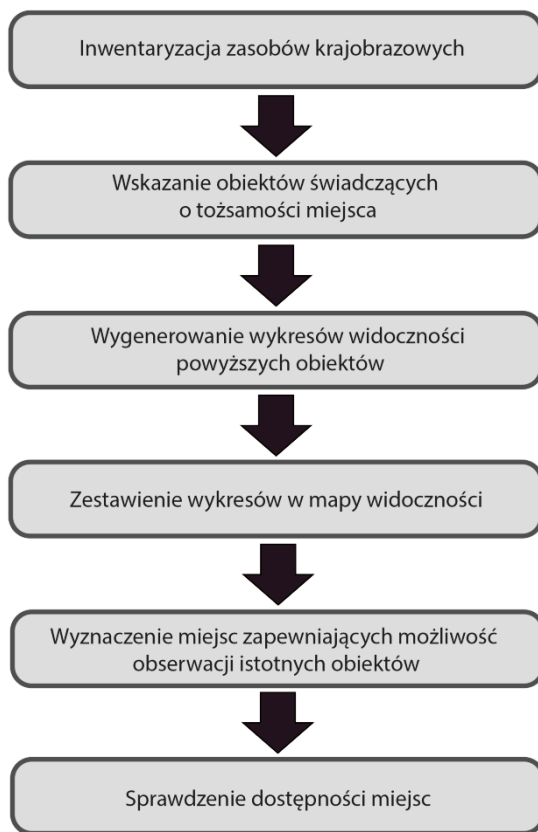 Inwentaryzacja zasobów krajobrazowych
Wskazanie obiektów świadczących
o tożsamości miejsca
Wygenerowanie wykresów widoczności
powyższych obiektów
Zestawienie wykresów w mapy widoczności
Wyznaczenie miejsc zapewniających możliwość
obserwacji istotnych obiektów
Sprawdzenie dostępności miejsc